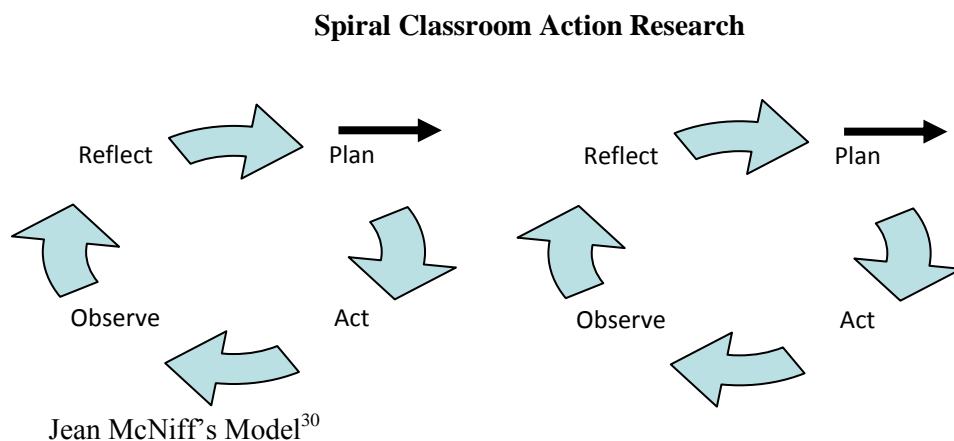 Spiral Classroom Action Research
Reflect Plan Reflect Plan
Observe Act Observe Act
Jean McNiff’s Model30